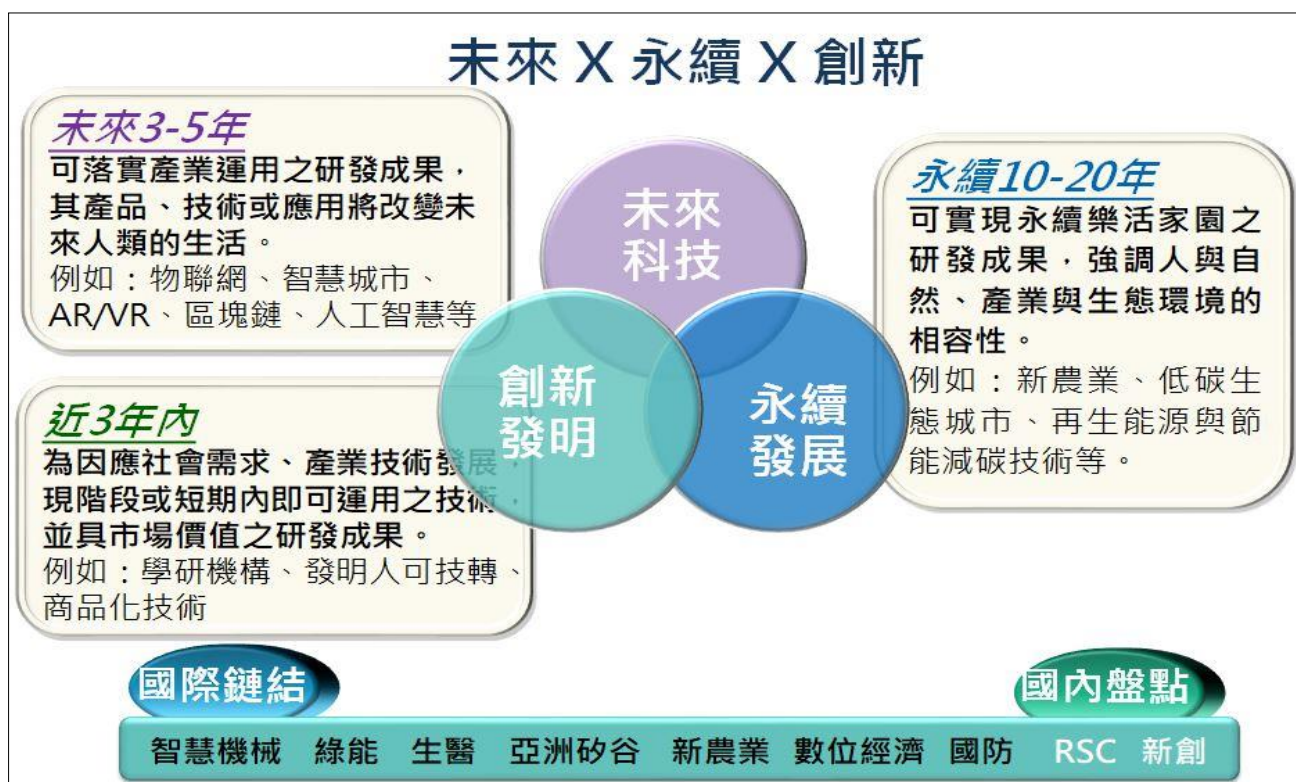 未來 X 永續 X 創新
未來3-5年
可落實產業運用之研發成果，
其產品、技術或應用將改變未
來人類的生活。
例如：物聯網、智慧城市、
AR/VR、區塊鏈、人工智慧等
近3年內
為因應社會需求、產業技術發展，
現階段或短期內即可運用之技術，
並具市場價值之研發成果。
例如：學研機構、發明人可技轉、
商品化技術
未來
科技
創新
發明
永續
發展
永續10-20年
可實現永續樂活家園之
研發成果，強調人與自
然、產業與生態環境的
相容性。
例如：新農業、低碳生
態城市、再生能源與節
能減碳技術等。
國際鏈結
國內盤點
智慧機械 綠能 生醫 亞洲矽谷 新農業 數位經濟 國防 RSC 新創